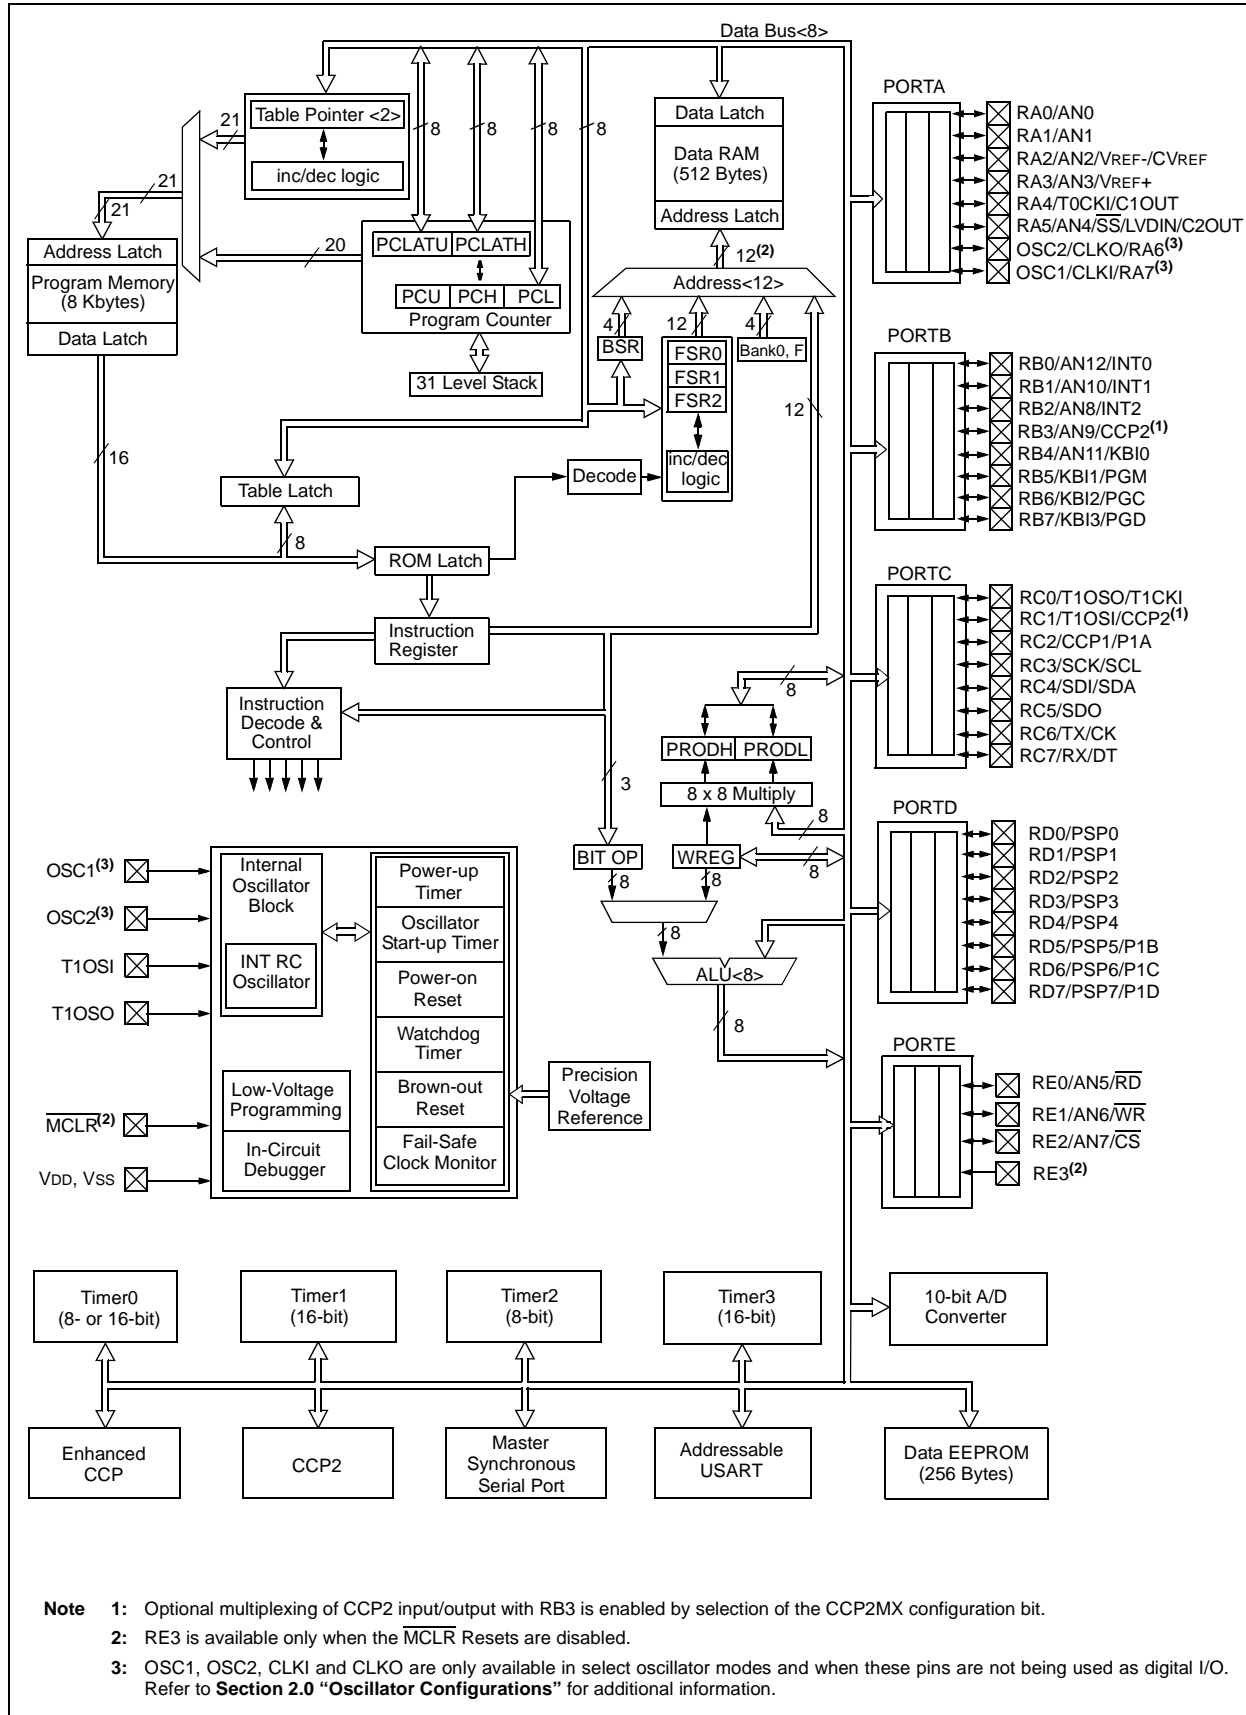 Data Bus<8>
PORTA
Table Pointer <2>
21
inc/dec logic
8
8
8
8
Data Latch
Data RAM
(512 Bytes)
Address Latch
RA0/AN0
RA1/AN1
RA2/AN2/VREF-/CVREF
RA3/AN3/VREF+
RA4/T0CKI/C1OUT
RA5/AN4/SS/LVDIN/C2OUT
OSC2/CLKO/RA6(3)
OSC1/CLKI/RA7(3)
21
21
20
Address Latch
Program Memory
(8 Kbytes)
Data Latch
PCLATU
PCLATH
PCU
PCH
PCL
Program Counter
31 Level Stack
12(2)
Address<12>
4
12
4
BSR
FSR0
FSR1
FSR2
Bank0, F
inc/dec
logic
12
PORTB
RB0/AN12/INT0
RB1/AN10/INT1
RB2/AN8/INT2
RB3/AN9/CCP2(1)
RB4/AN11/KBI0
RB5/KBI1/PGM
RB6/KBI2/PGC
RB7/KBI3/PGD
16
Table Latch
8
Decode
ROM Latch
Instruction
Register
Instruction
Decode &
Control
PORTC
RC0/T1OSO/T1CKI
RC1/T1OSI/CCP2(1)
RC2/CCP1/P1A
RC3/SCK/SCL
RC4/SDI/SDA
RC5/SDO
RC6/TX/CK
RC7/RX/DT
8
PRODH
PRODL
3
8 x 8 Multiply
8
BIT OP
WREG
8
8
8
8
ALU<8>
8
PORTD
RD0/PSP0
RD1/PSP1
RD2/PSP2
RD3/PSP3
RD4/PSP4
RD5/PSP5/P1B
RD6/PSP6/P1C
RD7/PSP7/P1D
OSC1(3)
OSC2(3)
T1OSI
T1OSO
MCLR(2)
VDD, VSS
Internal
Oscillator
Block
INT RC
Oscillator
Low-Voltage
Programming
In-Circuit
Debugger
Power-up
Timer
Oscillator
Start-up Timer
Power-on
Reset
Watchdog
Timer
Brown-out
Reset
Fail-Safe
Clock Monitor
Precision
Voltage
Reference
PORTE
RE0/AN5/RD
RE1/AN6/WR
RE2/AN7/CS
RE3(2)
Timer0
(8- or 16-bit)
Timer1
(16-bit)
Timer2
(8-bit)
Timer3
(16-bit)
10-bit A/D
Converter
Enhanced
CCP
CCP2
Master
Synchronous
Serial Port
Addressable
USART
Data EEPROM
(256 Bytes)
Note 1: Optional multiplexing of CCP2 input/output with RB3 is enabled by selection of the CCP2MX configuration bit.
2: RE3 is available only when the MCLR Resets are disabled.
3: OSC1, OSC2, CLKI and CLKO are only available in select oscillator modes and when these pins are not being used as digital I/O.
Refer to Section 2.0 “Oscillator Configurations” for additional information.